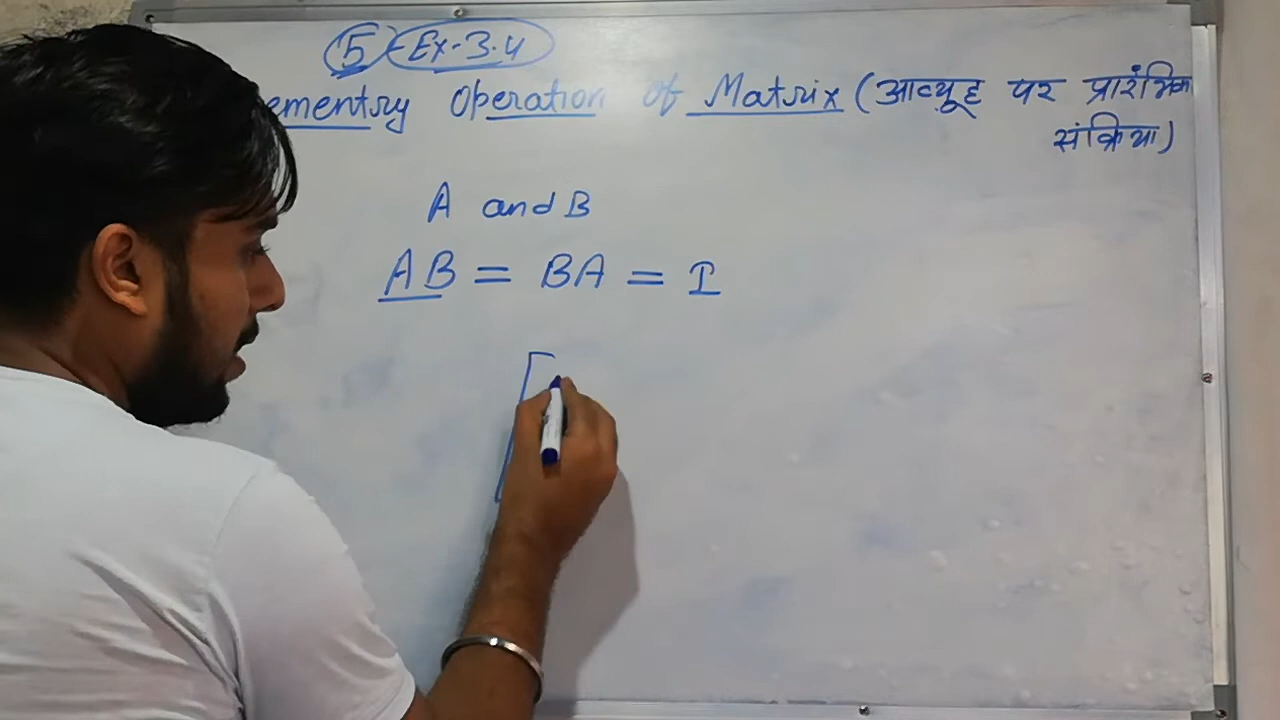 5 Ex-3.4
ementry Operation of Matrix (आव्यूह पर प्रारंभिक
संक्रिया)
A and B
AB = BA = I